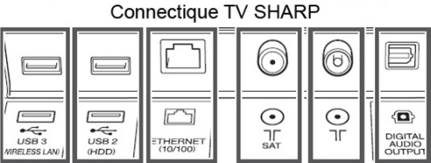 Connectique TV SHARP
USB 3
(WIRELESS LAN)
USB 2
(HDD)
ETHERNET
(10/100)
SAT
DIGITAL
AUDIO
OUTPUT